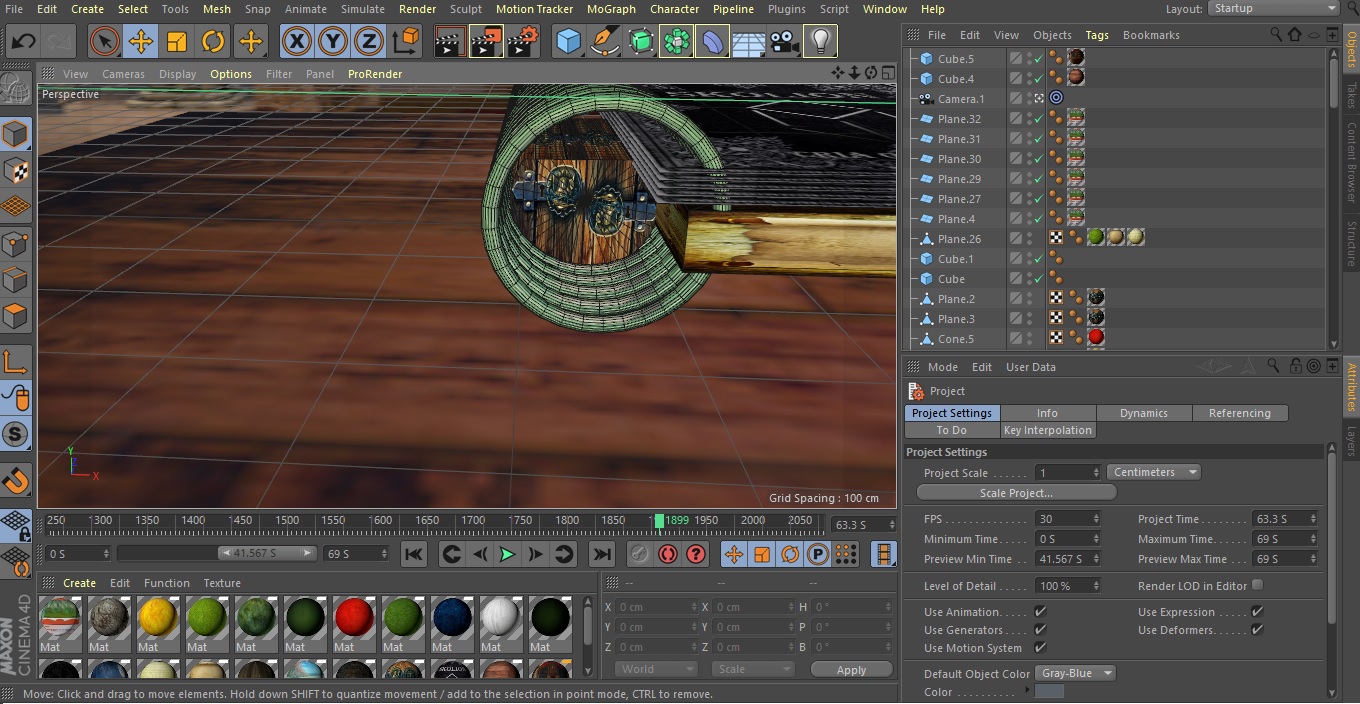 File Edit Create Select Tools Mesh Snap Animate Simulate Render Sculpt Motion Tracker MoGraph Character Pipeline Plugins Script Window Help Layout: Startup
View Cameras Display Options Filter Panel ProRender
Perspective
Grid Spacing : 100 cm
Y
X
250 1300 1350 1400 1450 1500 1550 1600 1650 1700 1750 1800 1850 1899 1950 2000 2050 63.3 S
0 S 41.567 S 69 S
Create Edit Function Texture
Mat Mat Mat Mat Mat Mat Mat Mat Mat Mat Mat
-- -- --
X 0 cm X 0 cm H 0 °
Y 0 cm Y 0 cm P 0 °
Z 0 cm Z 0 cm B 0 °
World Scale Apply
MAXON CINEMA4D
Move: Click and drag to move elements. Hold down SHIFT to quantize movement / add to the selection in point mode, CTRL to remove.
File Edit View Objects Tags Bookmarks
Cube.5
Cube.4
Camera.1
Plane.32
Plane.31
Plane.30
Plane.29
Plane.27
Plane.4
Plane.26
Cube.1
Cube
Plane.2
Plane.3
Cone.5
Objects
Takes
Content Browser
Structure
Mode Edit User Data
Project
Project Settings Info Dynamics Referencing
To Do Key Interpolation
Project Settings
Project Scale . . . . . . 1 Centimeters
Scale Project...
FPS 30 Project Time 63.3 S
Minimum Time 0 S Maximum Time 69 S
Preview Min Time 41.567 S Preview Max Time 69 S
Level of Detail 100 % Render LOD in Editor
Use Animation Use Expression
Use Generators Use Deformers
Use Motion System
Default Object Color Gray-Blue
Color
Attributes
Layers